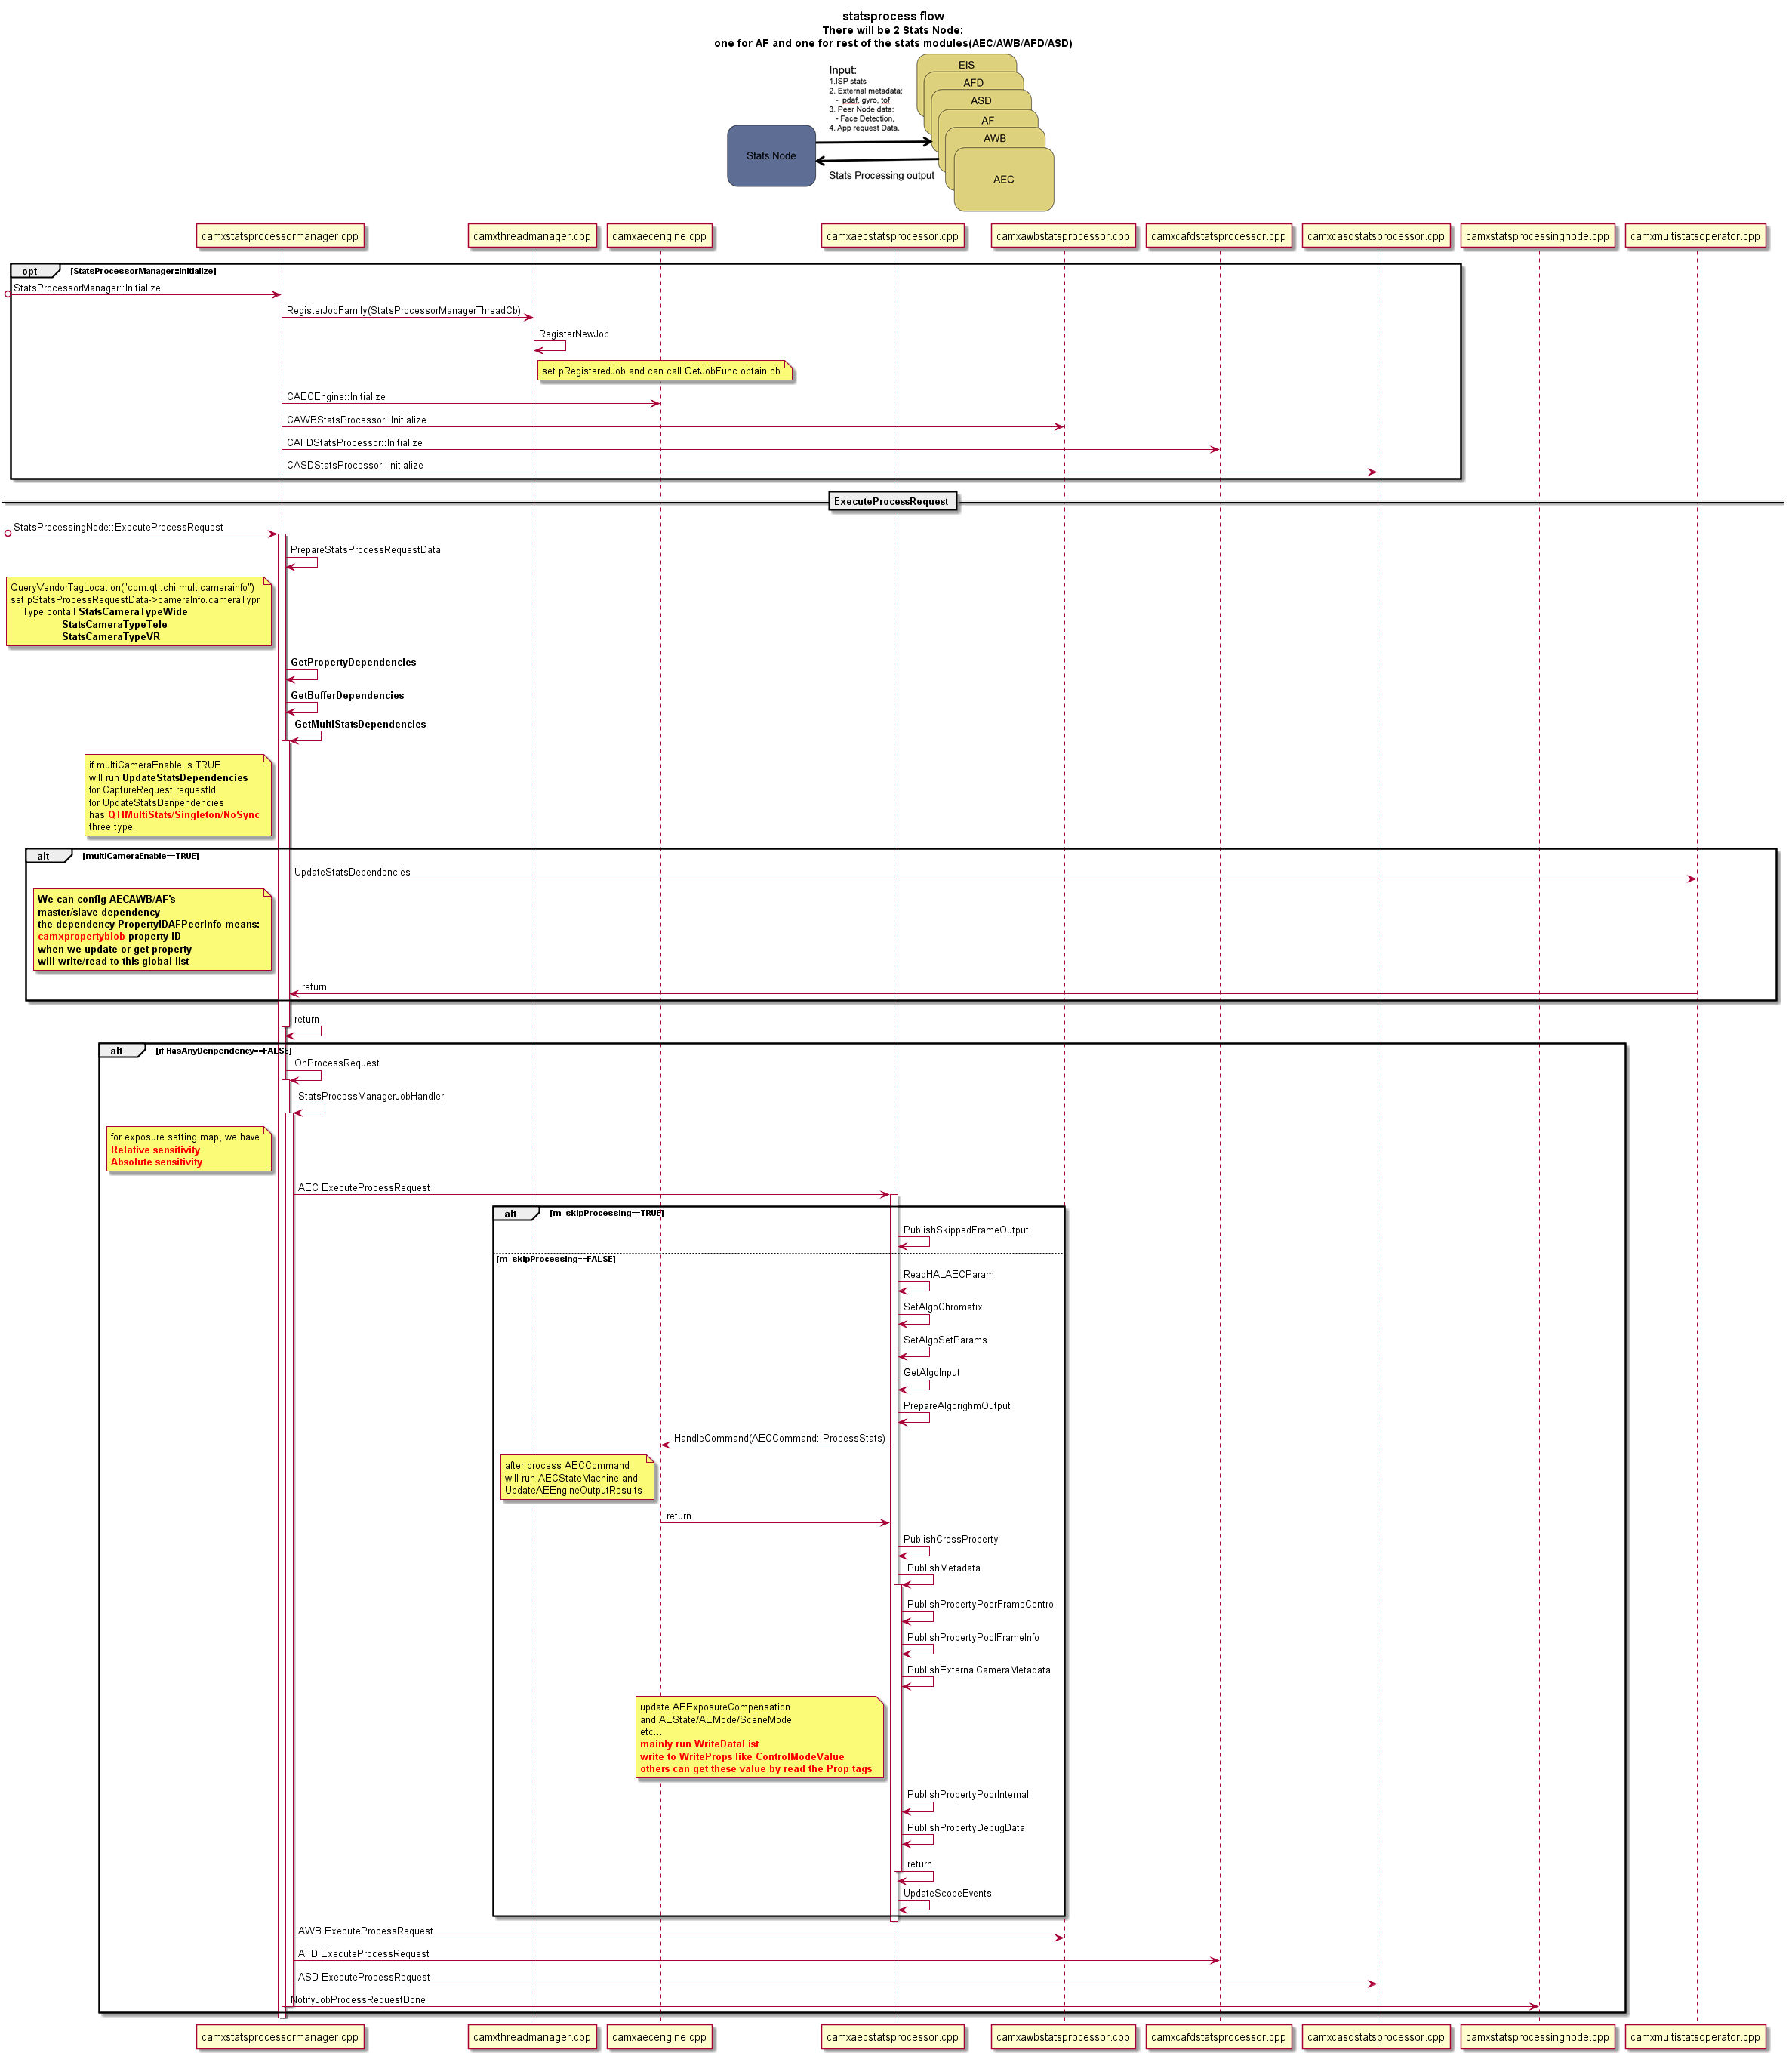 statsprocess flow
There will be 2 Stats Node:
one for AF and one for rest of the stats modules(AEC/AWB/AFD/ASD)
Input:
1.ISP stats
2. External metadata:
- pdaf, gyro, tof
3. Peer Node data:
- Face Detection,
4. App request Data.
EIS
AFD
ASD
AF
AWB
AEC
Stats Node
Stats Processing output
camxstatsprocessormanager.cpp
camxthreadmanager.cpp
camxaecengine.cpp
camxaecstatsprocessor.cpp
camxawbstatsprocessor.cpp
camxcafdstatsprocessor.cpp
camxcasdstatsprocessor.cpp
camxstatsprocessingnode.cpp
camxmultistatsoperator.cpp
opt [StatsProcessorManager::Initialize]
StatsProcessorManager::Initialize
RegisterJobFamily(StatsProcessorManagerThreadCb)
RegisterNewJob
set pRegisteredJob and can call GetJobFunc obtain cb
CAECEngine::Initialize
CAWBStatsProcessor::Initialize
CAFDStatsProcessor::Initialize
CASDStatsProcessor::Initialize
ExecuteProcessRequest
StatsProcessingNode::ExecuteProcessRequest
PrepareStatsProcessRequestData
QueryVendorTagLocation("com.qti.chi.multicamerainfo")
set pStatsProcessRequestData->cameraInfo.cameraTypr
Type contail StatsCameraTypeWide
StatsCameraTypeTele
StatsCameraTypeVR
GetPropertyDependencies
GetBufferDependencies
GetMultiStatsDependencies
if multiCameraEnable is TRUE
will run UpdateStatsDependencies
for CaptureRequest requestId
for UpdateStatsDenpendencies
has QTIMultiStats/Singleton/NoSync
three type.
alt [multiCameraEnable==TRUE]
UpdateStatsDependencies
We can config AECAWB/AF's
master/slave dependency
the dependency PropertyIDAFPeerInfo means:
camxpropertyblob property ID
when we update or get property
will write/read to this global list
return
return
alt [if HasAnyDenpendency==FALSE]
OnProcessRequest
StatsProcessManagerJobHandler
for exposure setting map, we have
Relative sensitivity
Absolute sensitivity
AEC ExecuteProcessRequest
alt [m_skipProcessing==TRUE]
PublishSkippedFrameOutput
[m_skipProcessing==FALSE]
ReadHALAECParam
SetAlgoChromatix
SetAlgoSetParams
GetAlgoInput
PrepareAlgorighmOutput
HandleCommand(AECCommand::ProcessStats)
after process AECCommand
will run AECStateMachine and
UpdateAEEngineOutputResults
return
PublishCrossProperty
PublishMetadata
PublishPropertyPoorFrameControl
PublishPropertyPoolFrameInfo
PublishExternalCameraMetadata
update AEExposureCompensation
and AEState/AEMode/SceneMode
etc...
mainly run WriteDataList
write to WriteProps like ControlModeValue
others can get these value by read the Prop tags
PublishPropertyPoorInternal
PublishPropertyDebugData
return
UpdateScopeEvents
AWB ExecuteProcessRequest
AFD ExecuteProcessRequest
ASD ExecuteProcessRequest
NotifyJobProcessRequestDone
camxstatsprocessormanager.cpp
camxthreadmanager.cpp
camxaecengine.cpp
camxaecstatsprocessor.cpp
camxawbstatsprocessor.cpp
camxcafdstatsprocessor.cpp
camxcasdstatsprocessor.cpp
camxstatsprocessingnode.cpp
camxmultistatsoperator.cpp